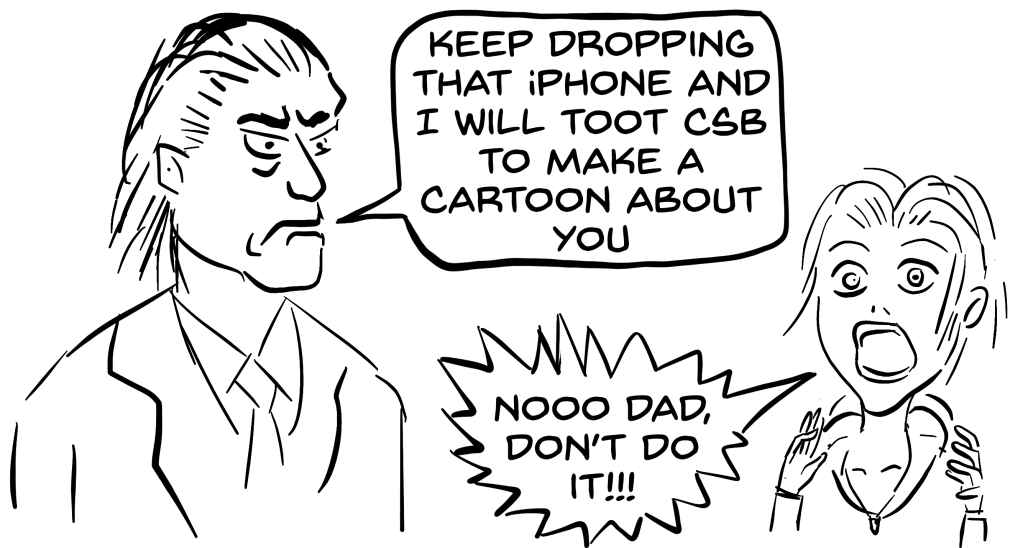 KEEP DROPPING
THAT iPHONE AND
I WILL TOOT CSB
TO MAKE A
CARTOON ABOUT
YOU
NOOO DAD,
DON'T DO
IT!!!